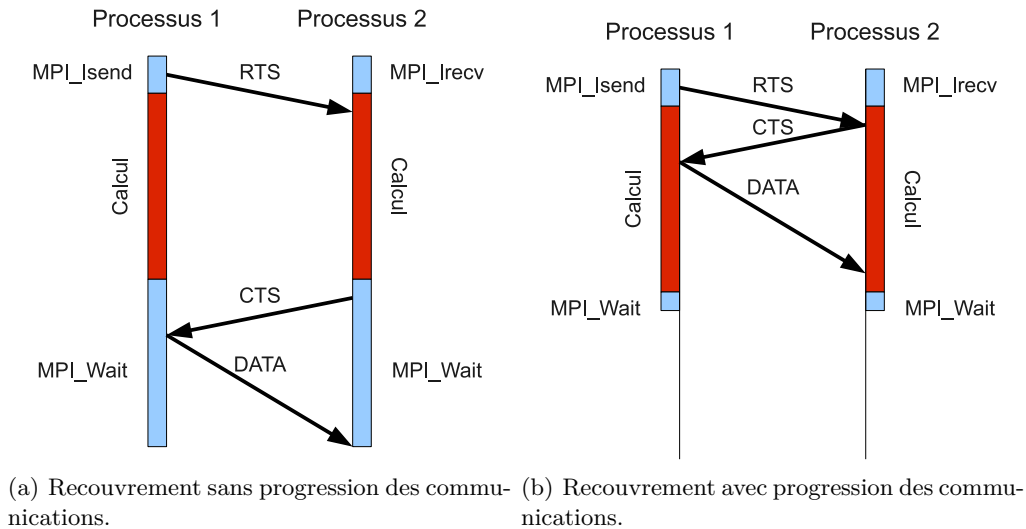 Processus 1
Processus 2
MPI_Isend
RTS
MPI_Irecv
Calcul
Calcul
CTS
MPI_Wait
DATA
MPI_Wait
(a) Recouvrement sans progression des commu-
nications.
Processus 1
Processus 2
MPI_Isend
RTS
MPI_Irecv
CTS
Calcul
DATA
Calcul
MPI_Wait
MPI_Wait
(b) Recouvrement avec progression des commu-
nications.